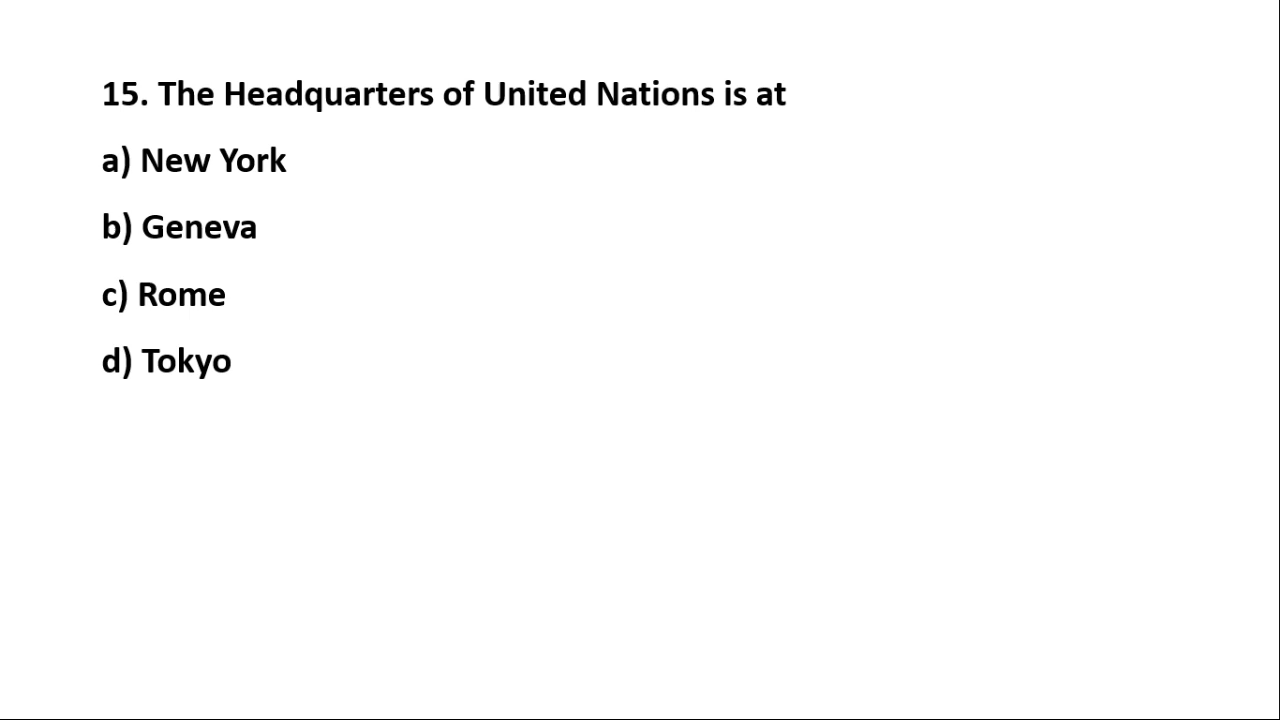 15. The Headquarters of United Nations is at
a) New York
b) Geneva
c) Rome
d) Tokyo